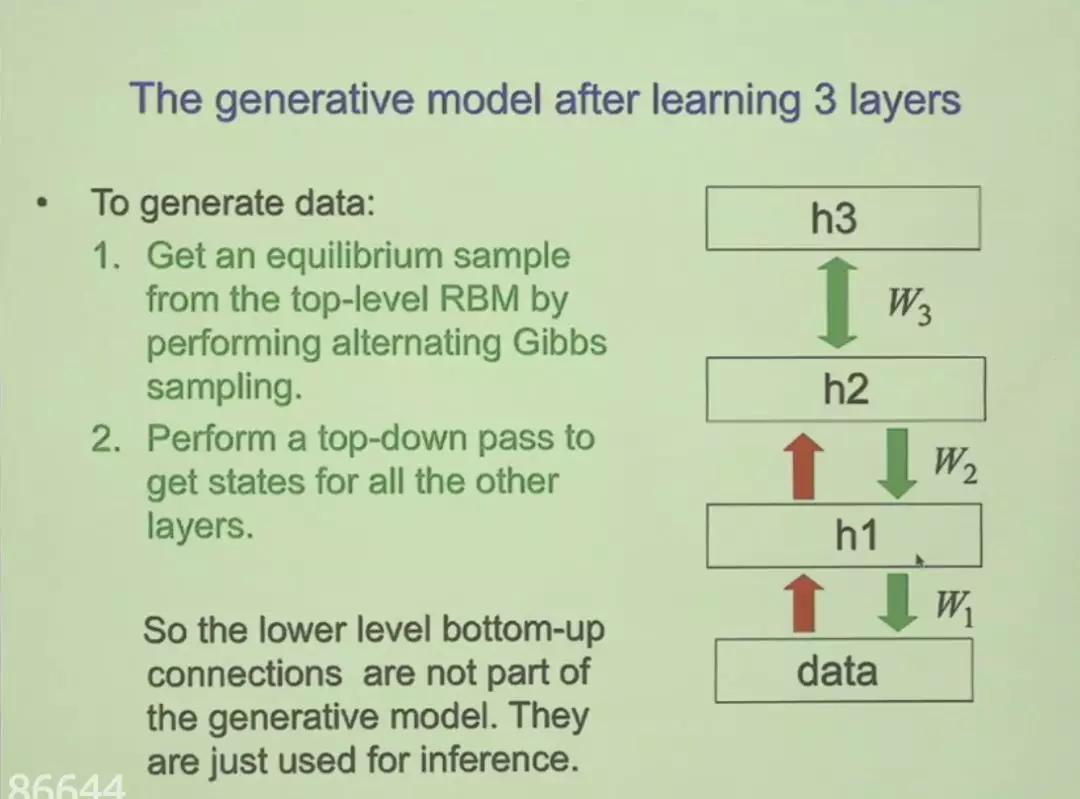 The generative model after learning 3 layers
• To generate data:
1. Get an equilibrium sample
from the top-level RBM by
performing alternating Gibbs
sampling.
2. Perform a top-down pass to
get states for all the other
layers.
So the lower level bottom-up
connections are not part of
the generative model. They
are just used for inference.
h3
W3
h2
W2
h1
W1
data
86644